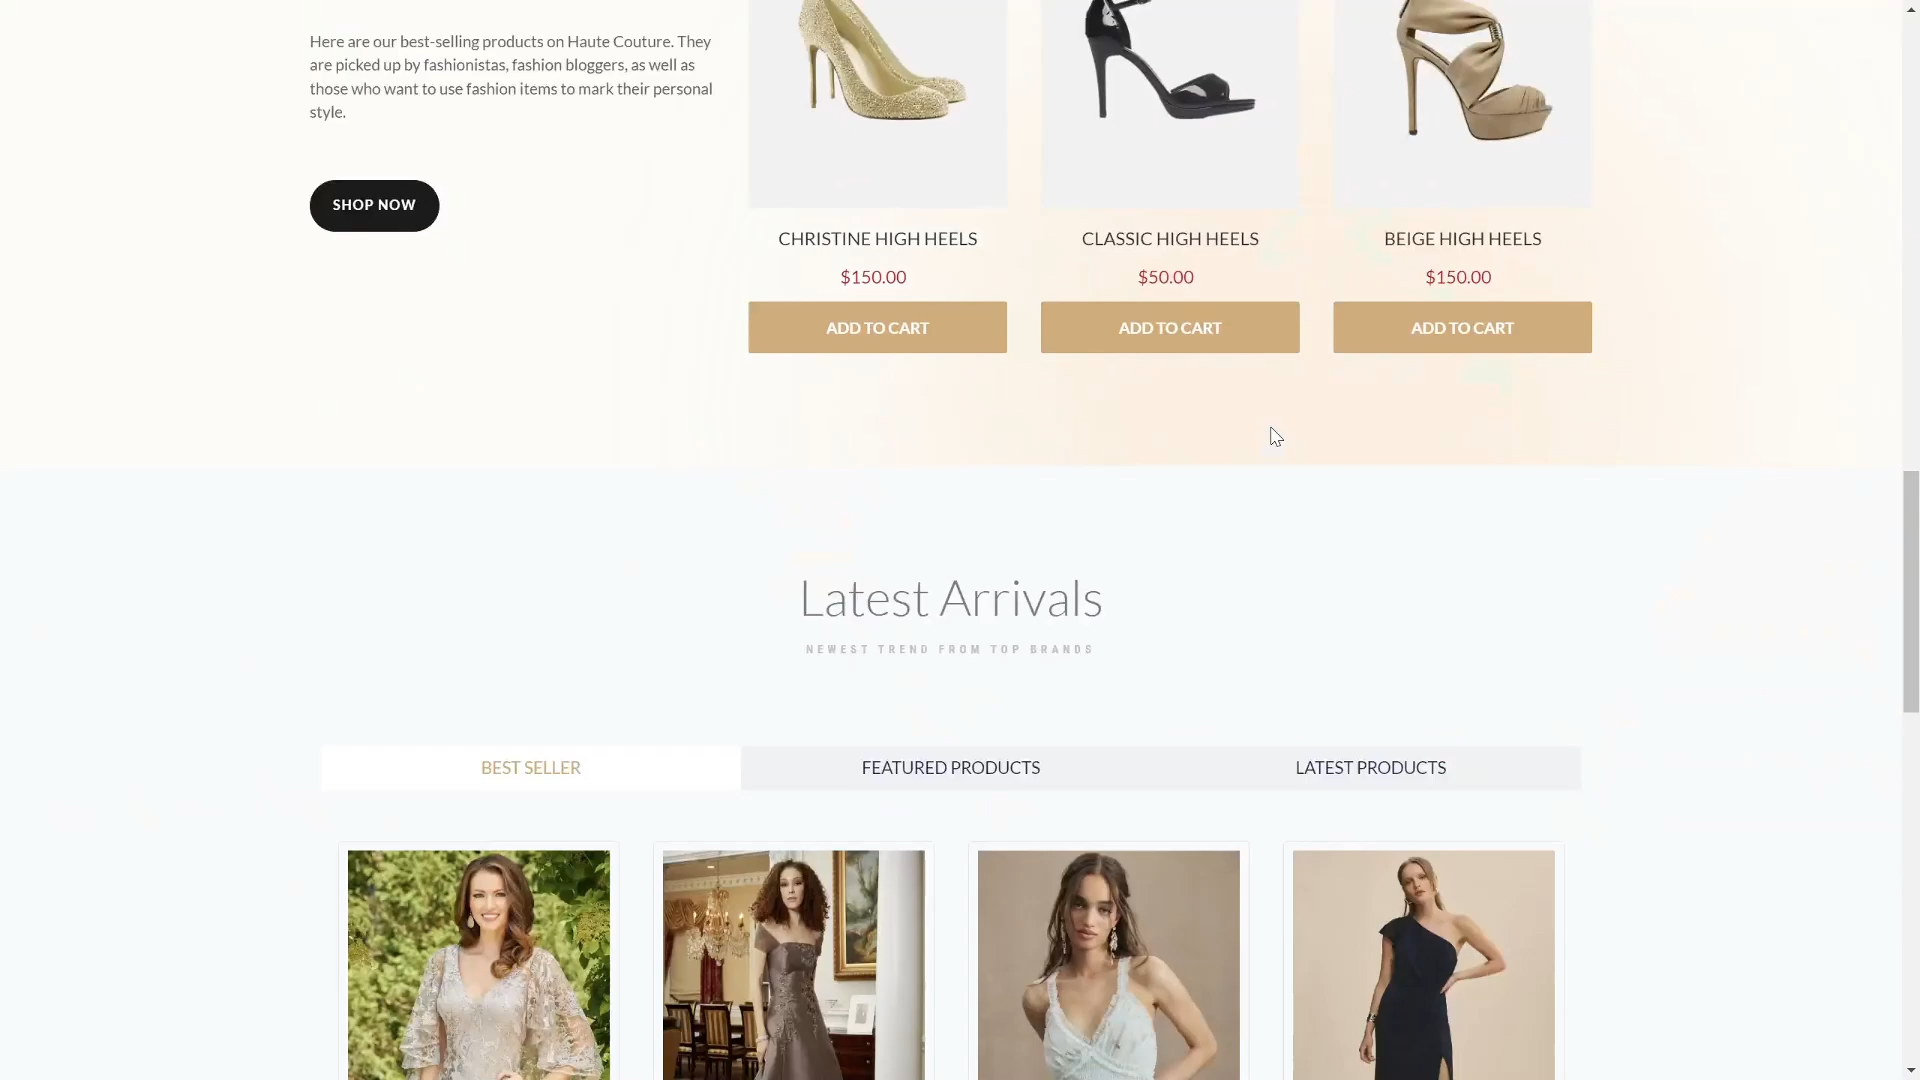 Here are our best-selling products on Haute Couture. They
are picked up by fashionistas, fashion bloggers, as well as
those who want to use fashion items to mark their personal
style.
SHOP NOW
CHRISTINE HIGH HEELS
$150.00
ADD TO CART
CLASSIC HIGH HEELS
$50.00
ADD TO CART
BEIGE HIGH HEELS
$150.00
ADD TO CART
Latest Arrivals
NEWEST TREND FROM TOP BRANDS
BEST SELLER
FEATURED PRODUCTS
LATEST PRODUCTS